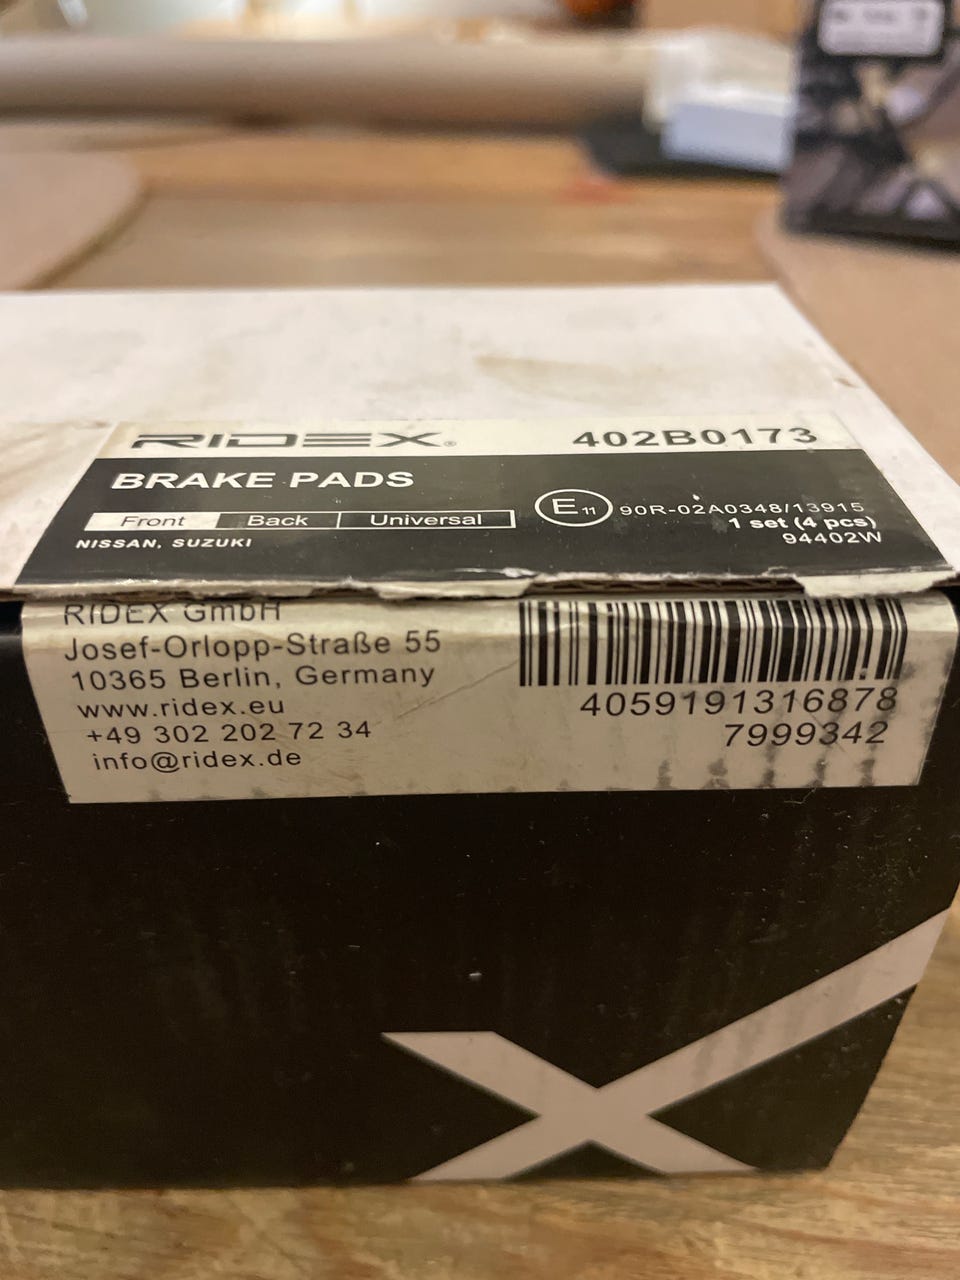 RIDEX® 402B0173
BRAKE PADS
Front Back Universal
E11 90R-02A0348/13915
1 set (4 pcs)
NISSAN, SUZUKI
94402W
RIDEX GmbH
Josef-Orlopp-Straße 55
10365 Berlin, Germany
www.ridex.eu
+49 302 202 72 34
info@ridex.de
4059191316878
7999342